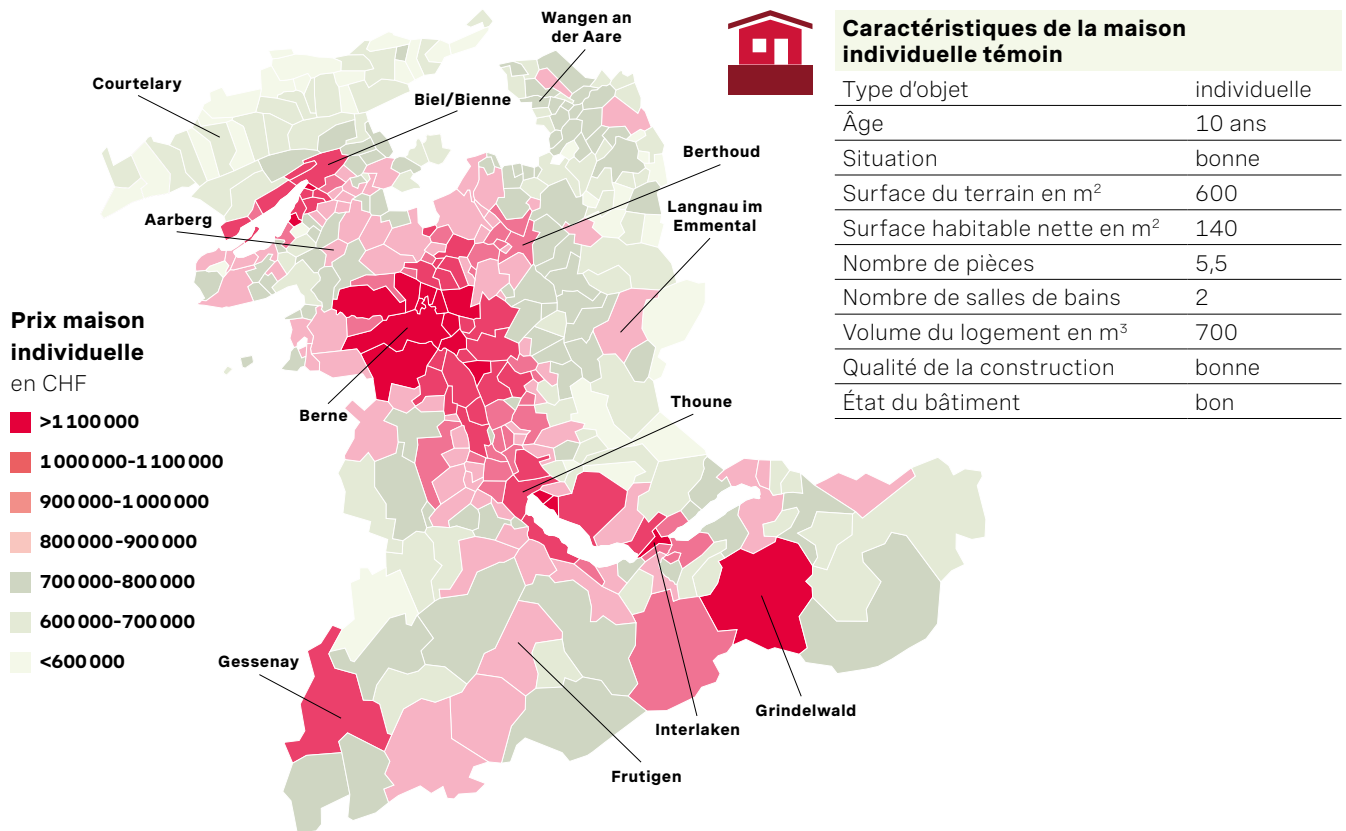 Wangen an
der Aare
Courtelary
Biel/Bienne
Berthoud
Langnau im
Emmental
Aarberg
Berne
Thoune
Gessenay
Grindelwald
Interlaken
Frutigen
Prix maison
individuelle
en CHF
>1 100 000
1 000 000–1 100 000
900 000–1 000 000
800 000–900 000
700 000–800 000
600 000–700 000
<600 000
Caractéristiques de la maison
individuelle témoin
Type d’objet individuelle
Âge 10 ans
Situation bonne
Surface du terrain en m² 600
Surface habitable nette en m² 140
Nombre de pièces 5,5
Nombre de salles de bains 2
Volume du logement en m³ 700
Qualité de la construction bonne
État du bâtiment bon